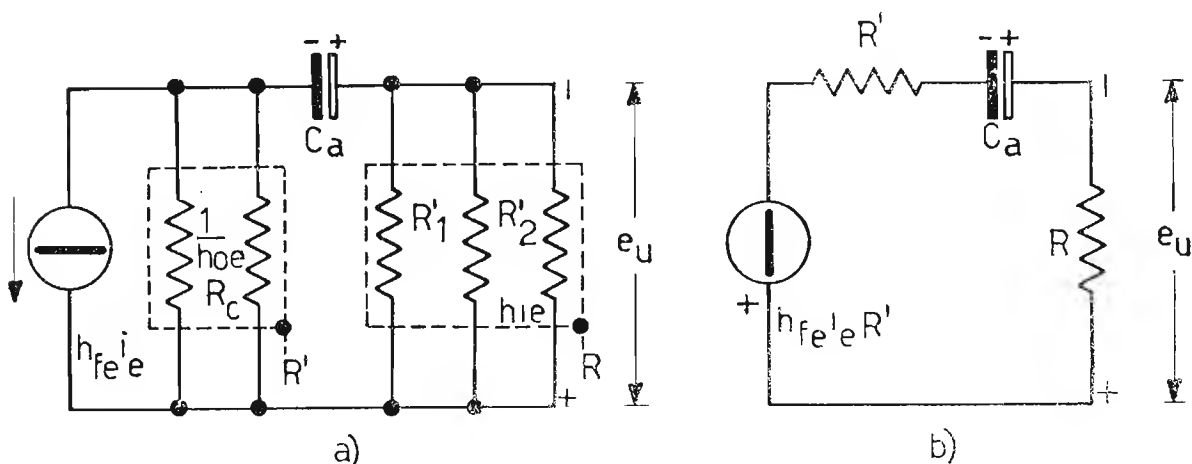 - +
Ca
1
hoe
Rc
R'1
R'2
hie
hfe ie
R'
R
-
+
eu
a)
R'
- +
Ca
-
R
+
hfe ie R'
eu
+
b)